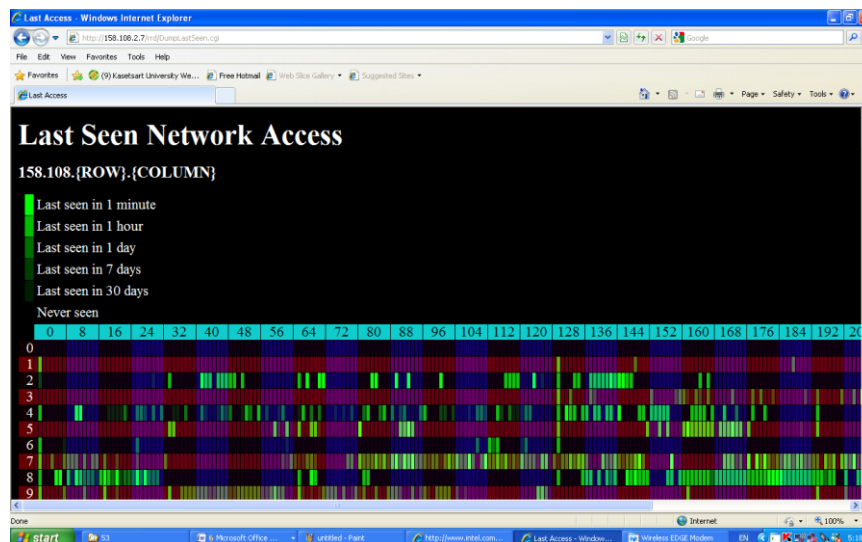 Last Access - Windows Internet Explorer
http://158.108.2.7/rrd/DumpLastSeen.cgi
Google
File Edit View Favorites Tools Help
Favorites (9) Kasetsart University We... Free Hotmail Web Slice Gallery Suggested Sites
Last Access Page Safety Tools
Last Seen Network Access
158.108.{ROW}.{COLUMN}
Last seen in 1 minute
Last seen in 1 hour
Last seen in 1 day
Last seen in 7 days
Last seen in 30 days
Never seen
0 8 16 24 32 40 48 56 64 72 80 88 96 104 112 120 128 136 144 152 160 168 176 184 192 20
0
1
2
3
4
5
6
7
8
9
Done Internet 100%
start 53 6 Microsoft Office ... untitled - Paint http://www.intel.com... Last Access - Window... Wireless EDGE Modem EN